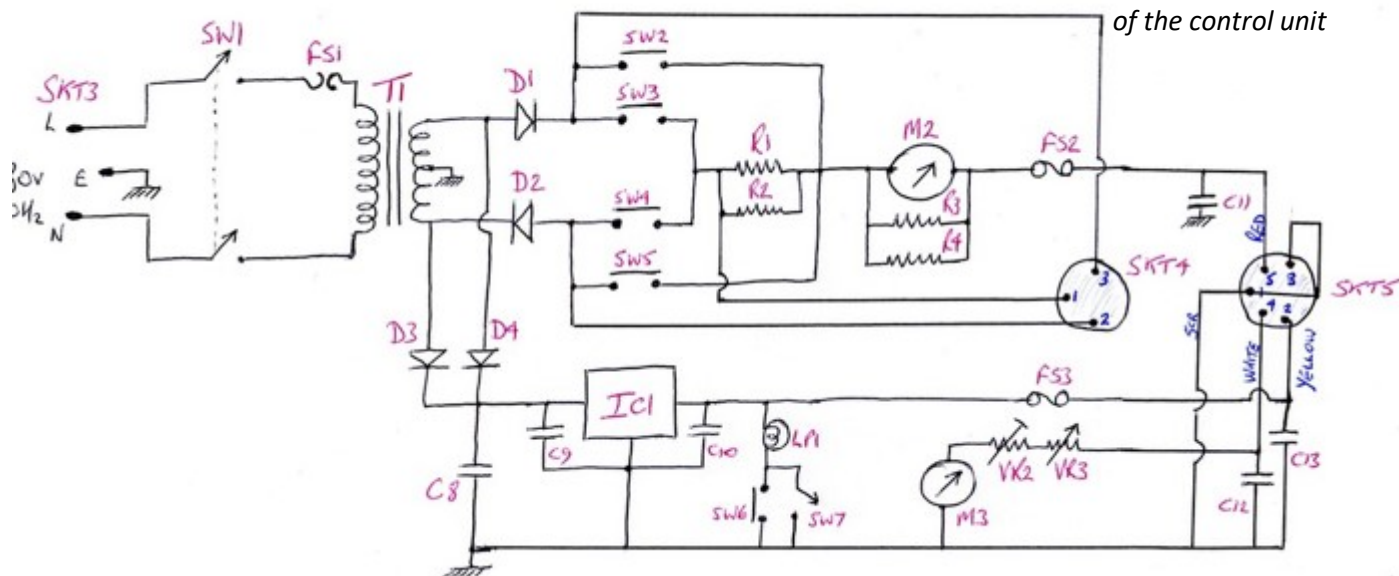 of the control unit
SW1
FS1
SKT3
T1
D1
SW2
SW3
L
R1
M2
FS2
E
D2
R2
N
SW4
R3
R4
C11
RED
SW5
SKT4
3
1
2
5
3
1
4
2
SKT5
SCR
WHITE
YELLOW
D3
D4
FS3
IC1
LP1
C9
C10
VR2
VR3
C13
C8
SW6
SW7
M3
C12